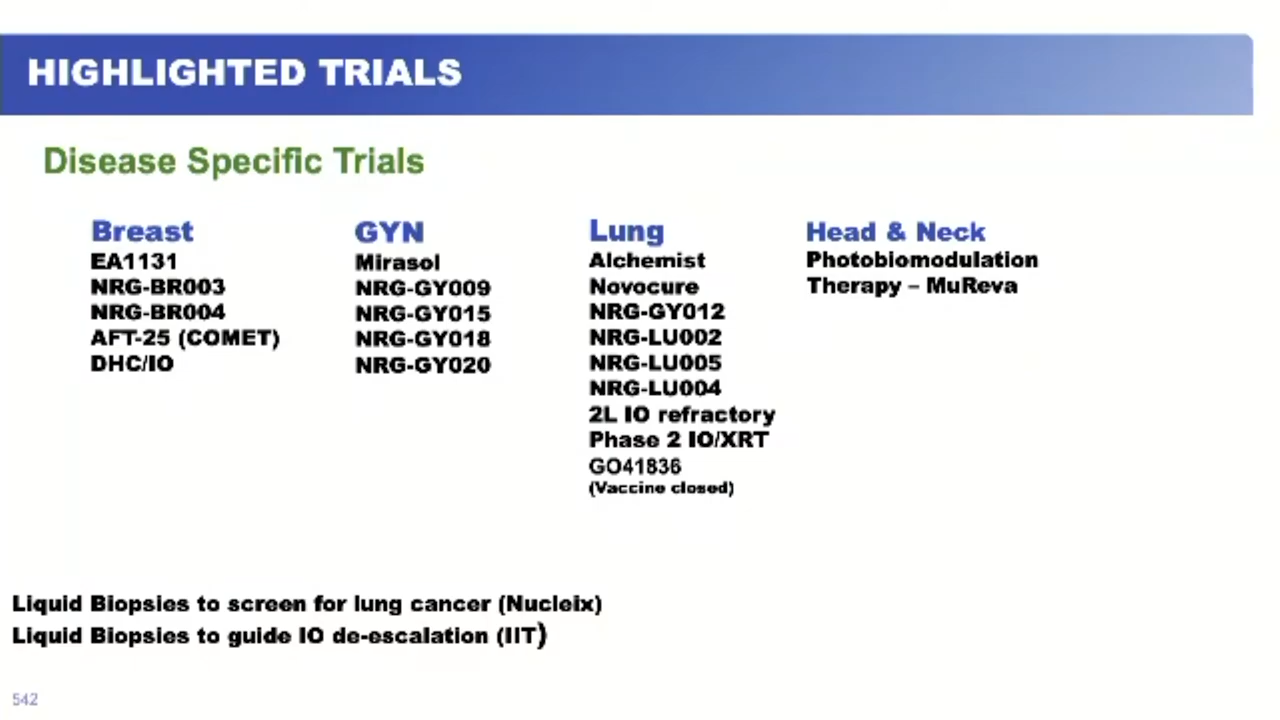 HIGHLIGHTED TRIALS
Disease Specific Trials
Breast
EA1131
NRG-BR003
NRG-BR004
AFT-25 (COMET)
DHC/IO
GYN
Mirasol
NRG-GY009
NRG-GY015
NRG-GY018
NRG-GY020
Lung
Alchemist
Novocure
NRG-GY012
NRG-LU002
NRG-LU005
NRG-LU004
2L IO refractory
Phase 2 IO/XRT
GO41836
(Vaccine closed)
Head & Neck
Photobiomodulation
Therapy – MuReva
Liquid Biopsies to screen for lung cancer (Nucleix)
Liquid Biopsies to guide IO de-escalation (IIT)
542